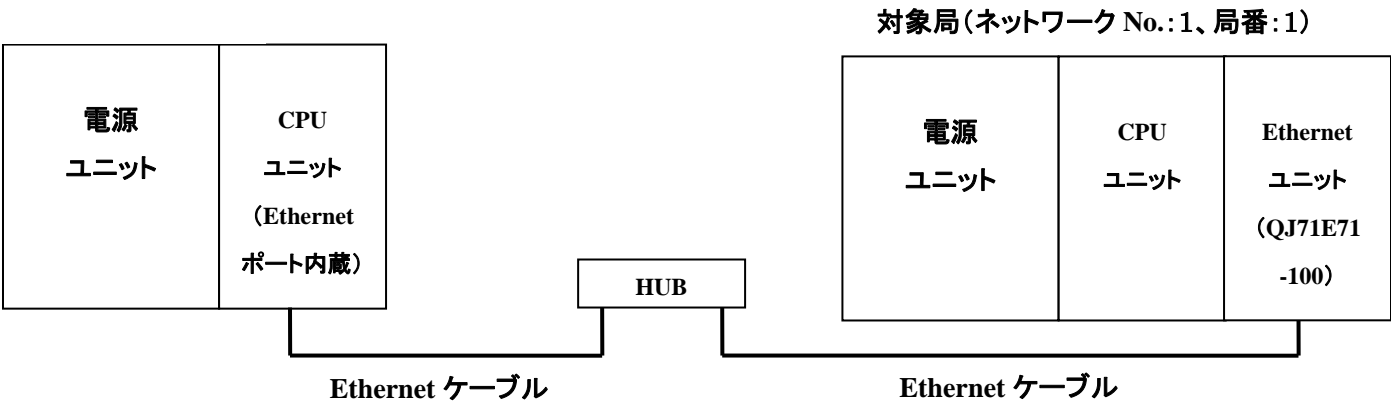 対象局（ネットワーク No.：１、局番：１）
電源
ユニット
CPU
ユニット
（Ethernet
ポート内蔵）
HUB
電源
ユニット
CPU
ユニット
Ethernet
ユニット
（QJ71E71
-100）
Ethernet ケーブル
Ethernet ケーブル